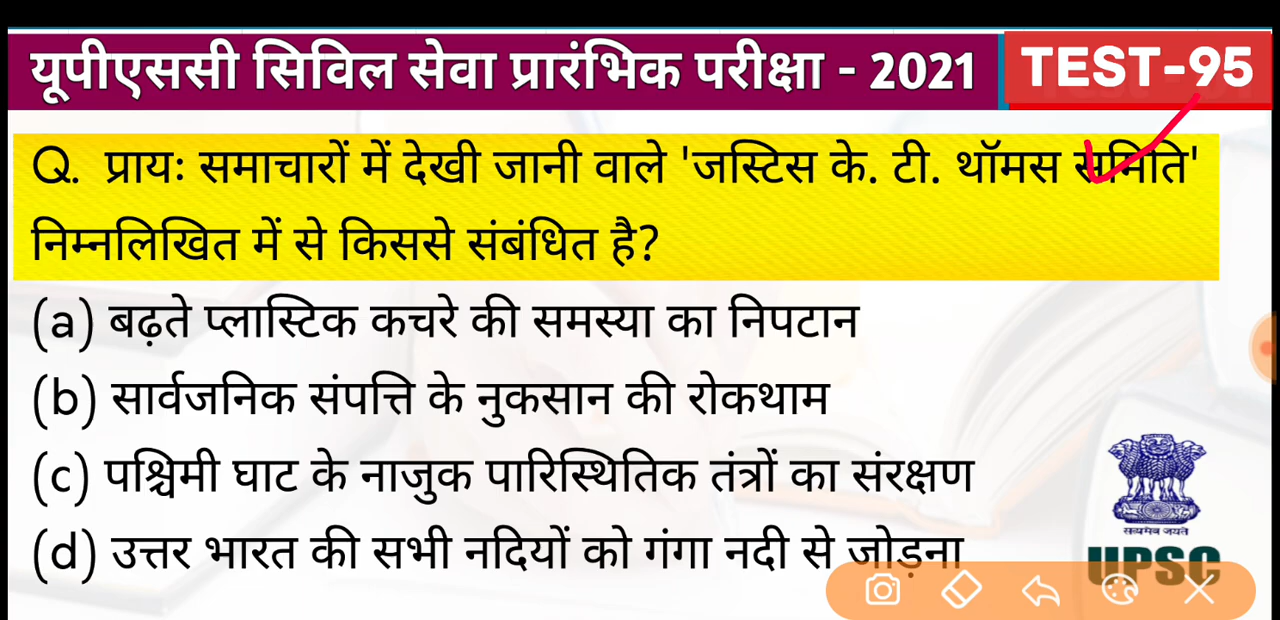 यूपीएससी सिविल सेवा प्रारंभिक परीक्षा - 2021
TEST-95
Q. प्रायः समाचारों में देखी जानी वाले 'जस्टिस के. टी. थॉमस समिति'
निम्नलिखित में से किससे संबंधित है?
(a) बढ़ते प्लास्टिक कचरे की समस्या का निपटान
(b) सार्वजनिक संपत्ति के नुकसान की रोकथाम
(c) पश्चिमी घाट के नाजुक पारिस्थितिक तंत्रों का संरक्षण
(d) उत्तर भारत की सभी नदियों को गंगा नदी से जोड़ना
सत्यमेव जयते
UPSC